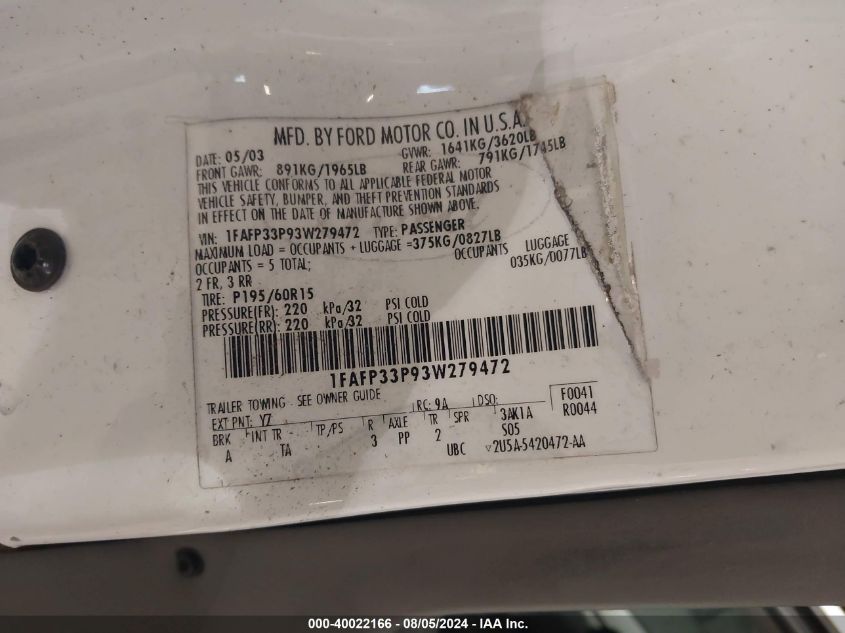 MFD. BY FORD MOTOR CO. IN U.S.A.
DATE: 05/03 GVWR: 1641KG/3620LB
FRONT GAWR: 891KG/1965LB REAR GAWR: 791KG/1745LB
THIS VEHICLE CONFORMS TO ALL APPLICABLE FEDERAL MOTOR
VEHICLE SAFETY, BUMPER, AND THEFT PREVENTION STANDARDS
IN EFFECT ON THE DATE OF MANUFACTURE SHOWN ABOVE.
VIN: 1FAFP33P93W279472 TYPE: PASSENGER
MAXIMUM LOAD = OCCUPANTS + LUGGAGE =375KG/0827LB
OCCUPANTS = 5 TOTAL; OCCUPANTS LUGGAGE
2 FR, 3 RR 035KG/0077LB
TIRE: P195/60R15
PRESSURE(FR): 220 kPa/32 PSI COLD
PRESSURE(RR): 220 kPa/32 PSI COLD
1FAFP33P93W279472
TRAILER TOWING - SEE OWNER GUIDE
EXT PNT: YZ RC: 9A DSO: F0041
BRK INT TR TP/PS R AXLE TR SPR 3AK1A R0044
A TA 3 PP 2 S05
UBC 2U5A-5420472-AA
000-40022166 - 08/05/2024 - IAA Inc.